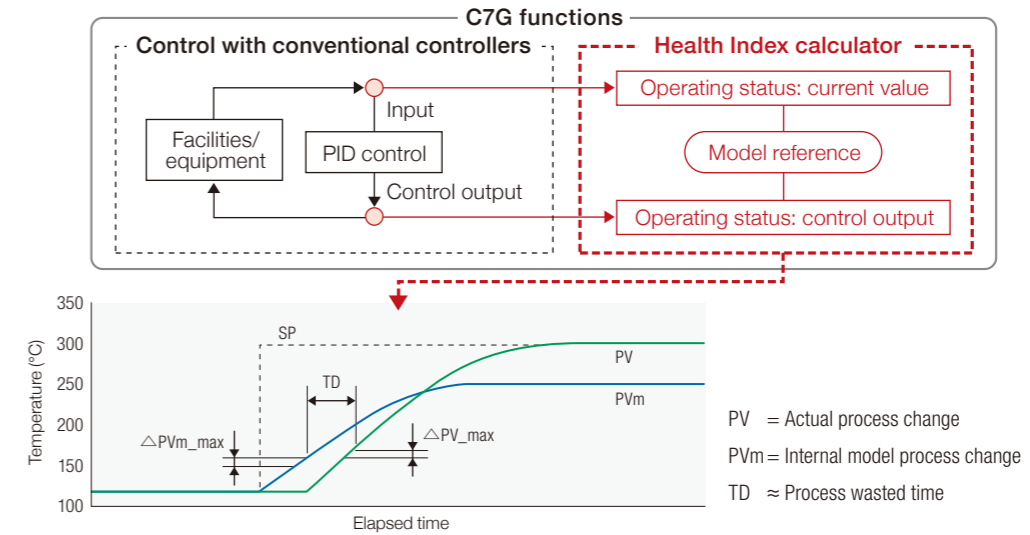 C7G functions
Control with conventional controllers
Health Index calculator
Input
Operating status: current value
Facilities/
equipment
PID control
Model reference
Control output
Operating status: control output
350
300
250
200
150
100
Temperature (°C)
SP
TD
PV
PVm
△PVm_max
△PV_max
Elapsed time
PV = Actual process change
PVm = Internal model process change
TD ≈ Process wasted time